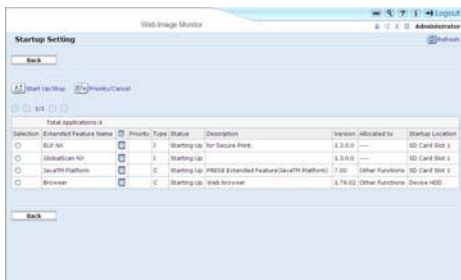 Logout
Web Image Monitor
Administrator
Startup Setting
Refresh
Back
Start Up/Stop Priority/Cancel
1/1
Total Applications:4
Selection Extended Feature Name Priority Type Status Description Version Allocated to Startup Location
ELP NX I Starting Up for Secure Print 1.3.0.0 ---- SD Card Slot 1
GlobalScan NX I Starting Up 1.3.0.0 ---- SD Card Slot 1
JavaTM Platform C Starting Up Extended Feature(JavaTM Platform) 7.00 Other Functions SD Card Slot 1
Browser C Starting Up Web browser Other Functions Device HDD
Back